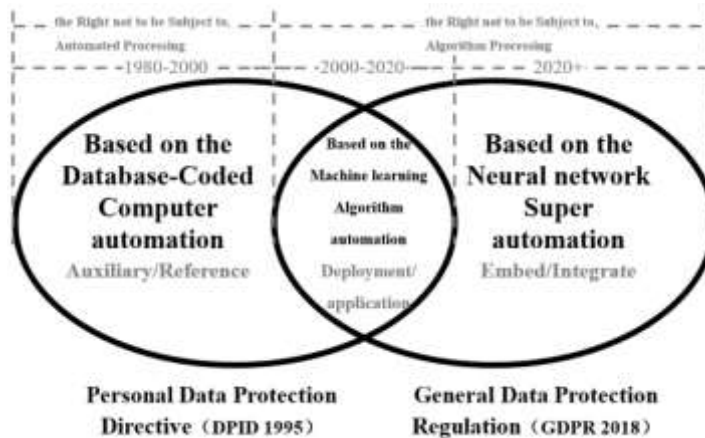 the Right not to be Subject to,
Automated Processing
the Right not to be Subject to,
Algorithm Processing
1980-2000
2000-2020
2020+
Based on the
Database-Coded
Computer
automation
Auxiliary/Reference
Based on the
Machine learning
Algorithm
automation
Deployment/
application
Based on the
Neural network
Super
automation
Embed/Integrate
Personal Data Protection
Directive（DPID 1995）
General Data Protection
Regulation（GDPR 2018）